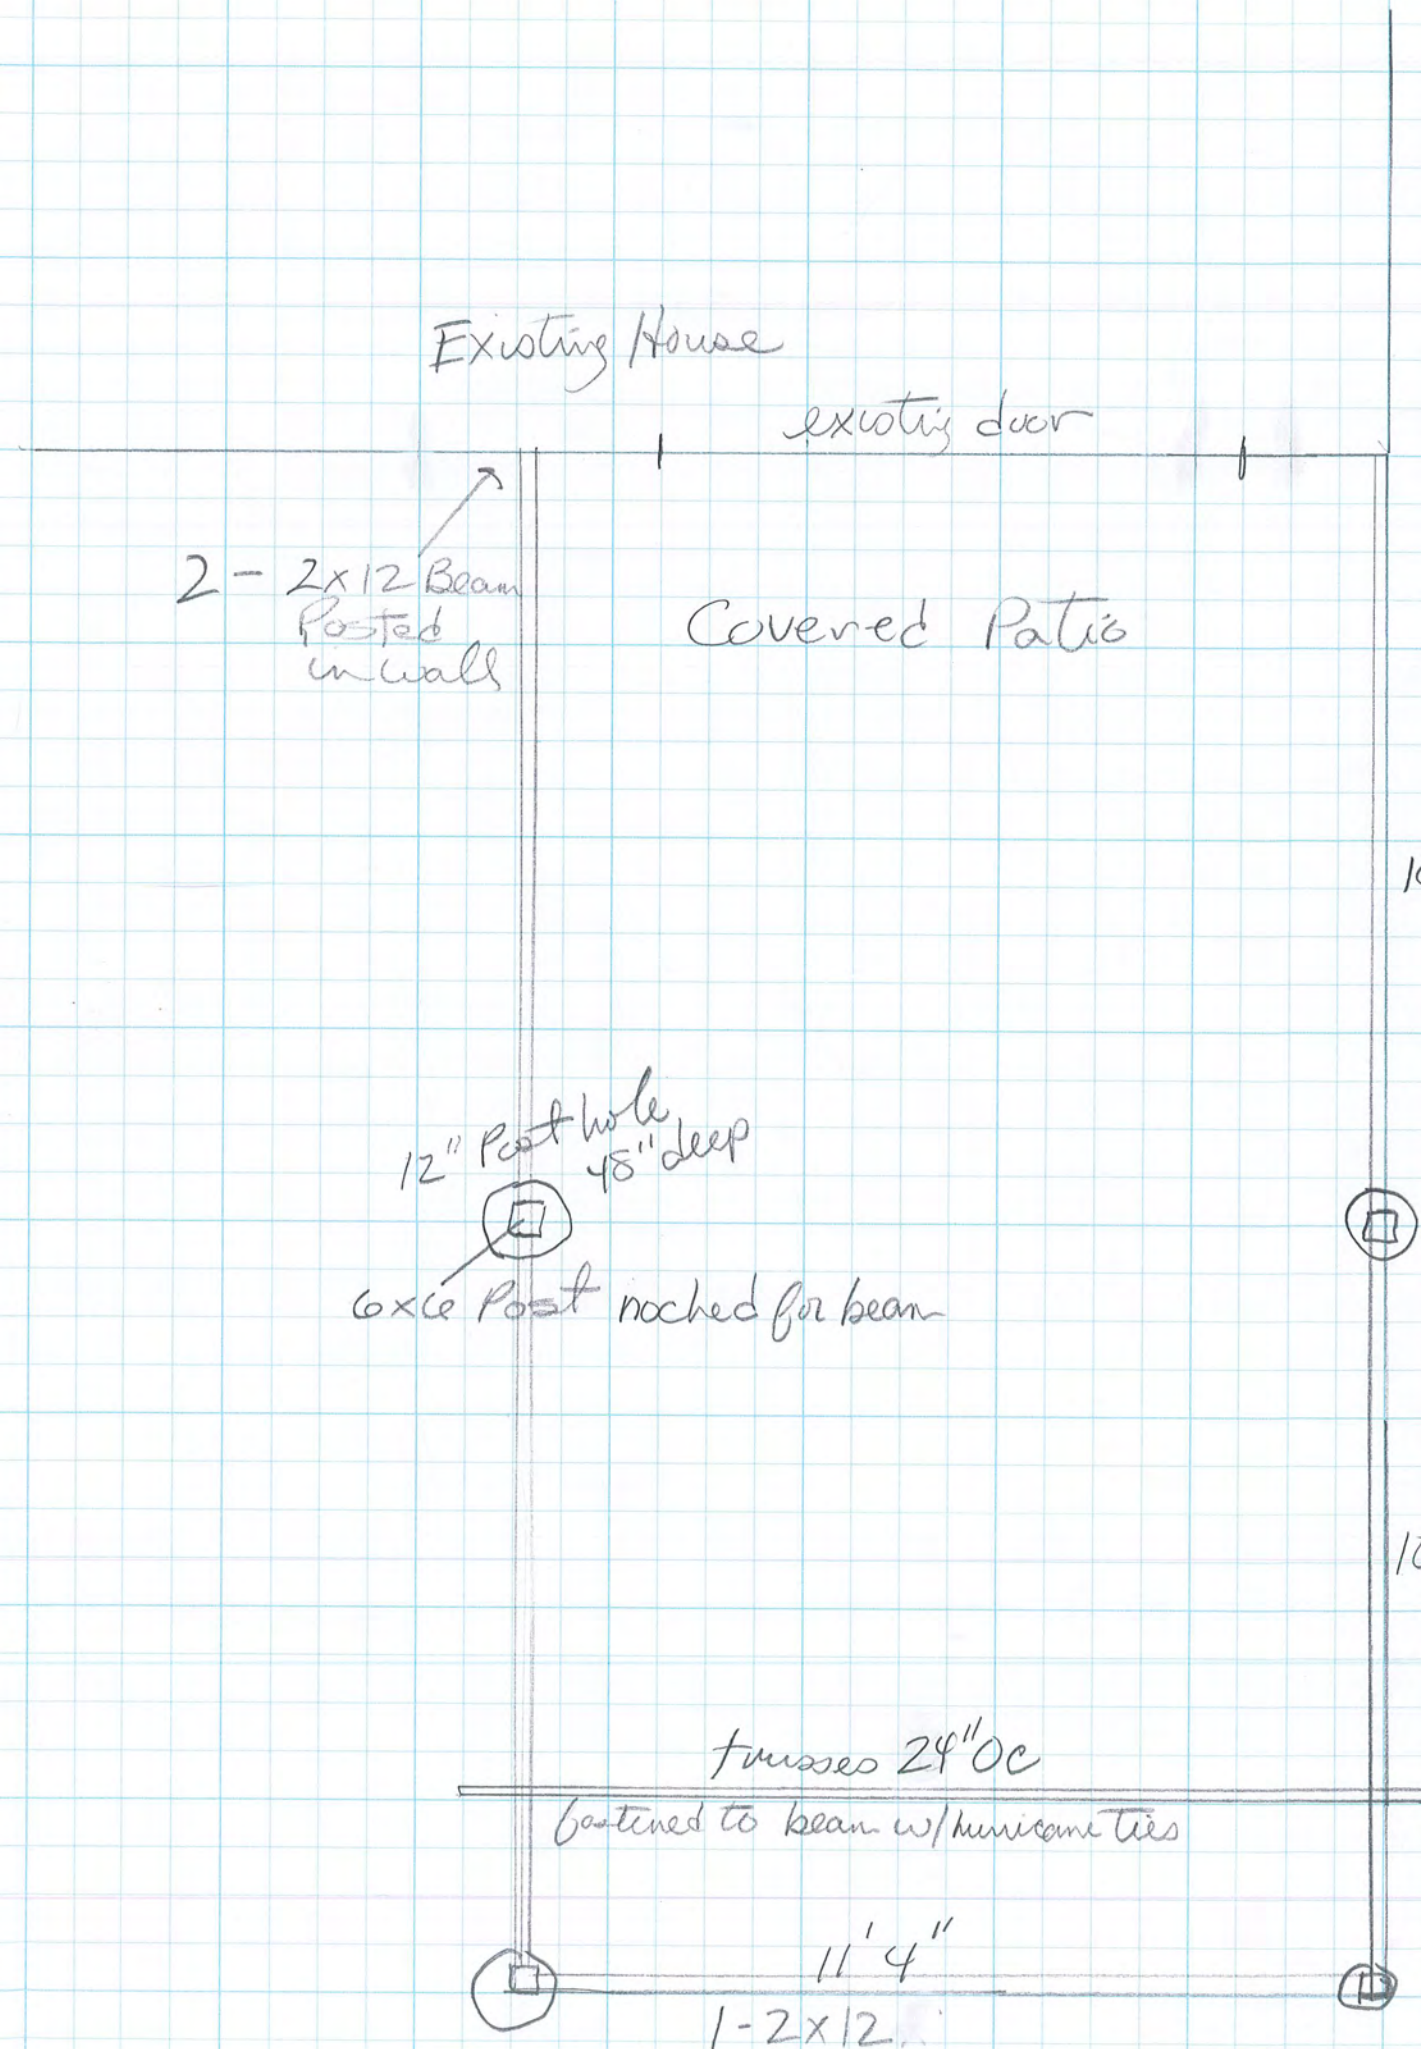 Existing House
existing door
2 - 2x12 Beam
Posted
in wall
Covered Patio
12" Post hole
48" deep
6x6 Post noched for beam
trusses 24" OC
fastened to beam w/ hurricane ties
11' 4"
1-2x12